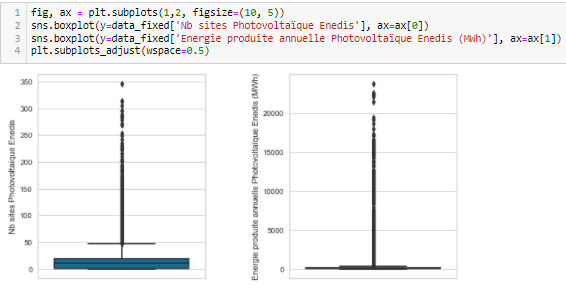 1 fig, ax = plt.subplots(1,2, figsize=(10, 5))
2 sns.boxplot(y=data_fixed['Nb sites Photovoltaïque Enedis'], ax=ax[0])
3 sns.boxplot(y=data_fixed['Energie produite annuelle Photovoltaïque Enedis (MWh)'], ax=ax[1])
4 plt.subplots_adjust(wspace=0.5)
Nb sites Photovoltaïque Enedis
350
300
250
200
150
100
50
0
Energie produite annuelle Photovoltaïque Enedis (MWh)
20000
15000
10000
5000
0